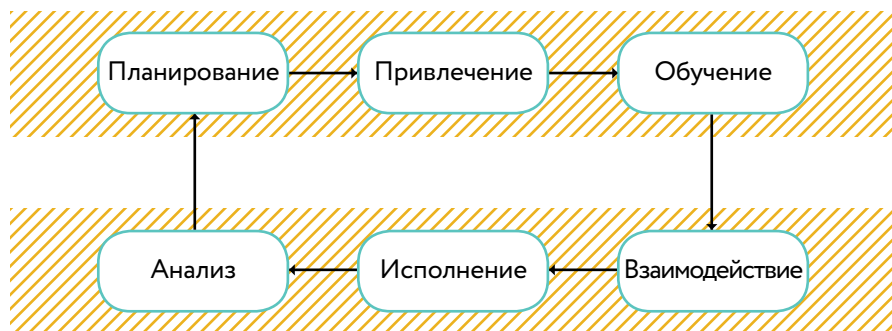 Планирование
Привлечение
Обучение
Анализ
Исполнение
Взаимодействие